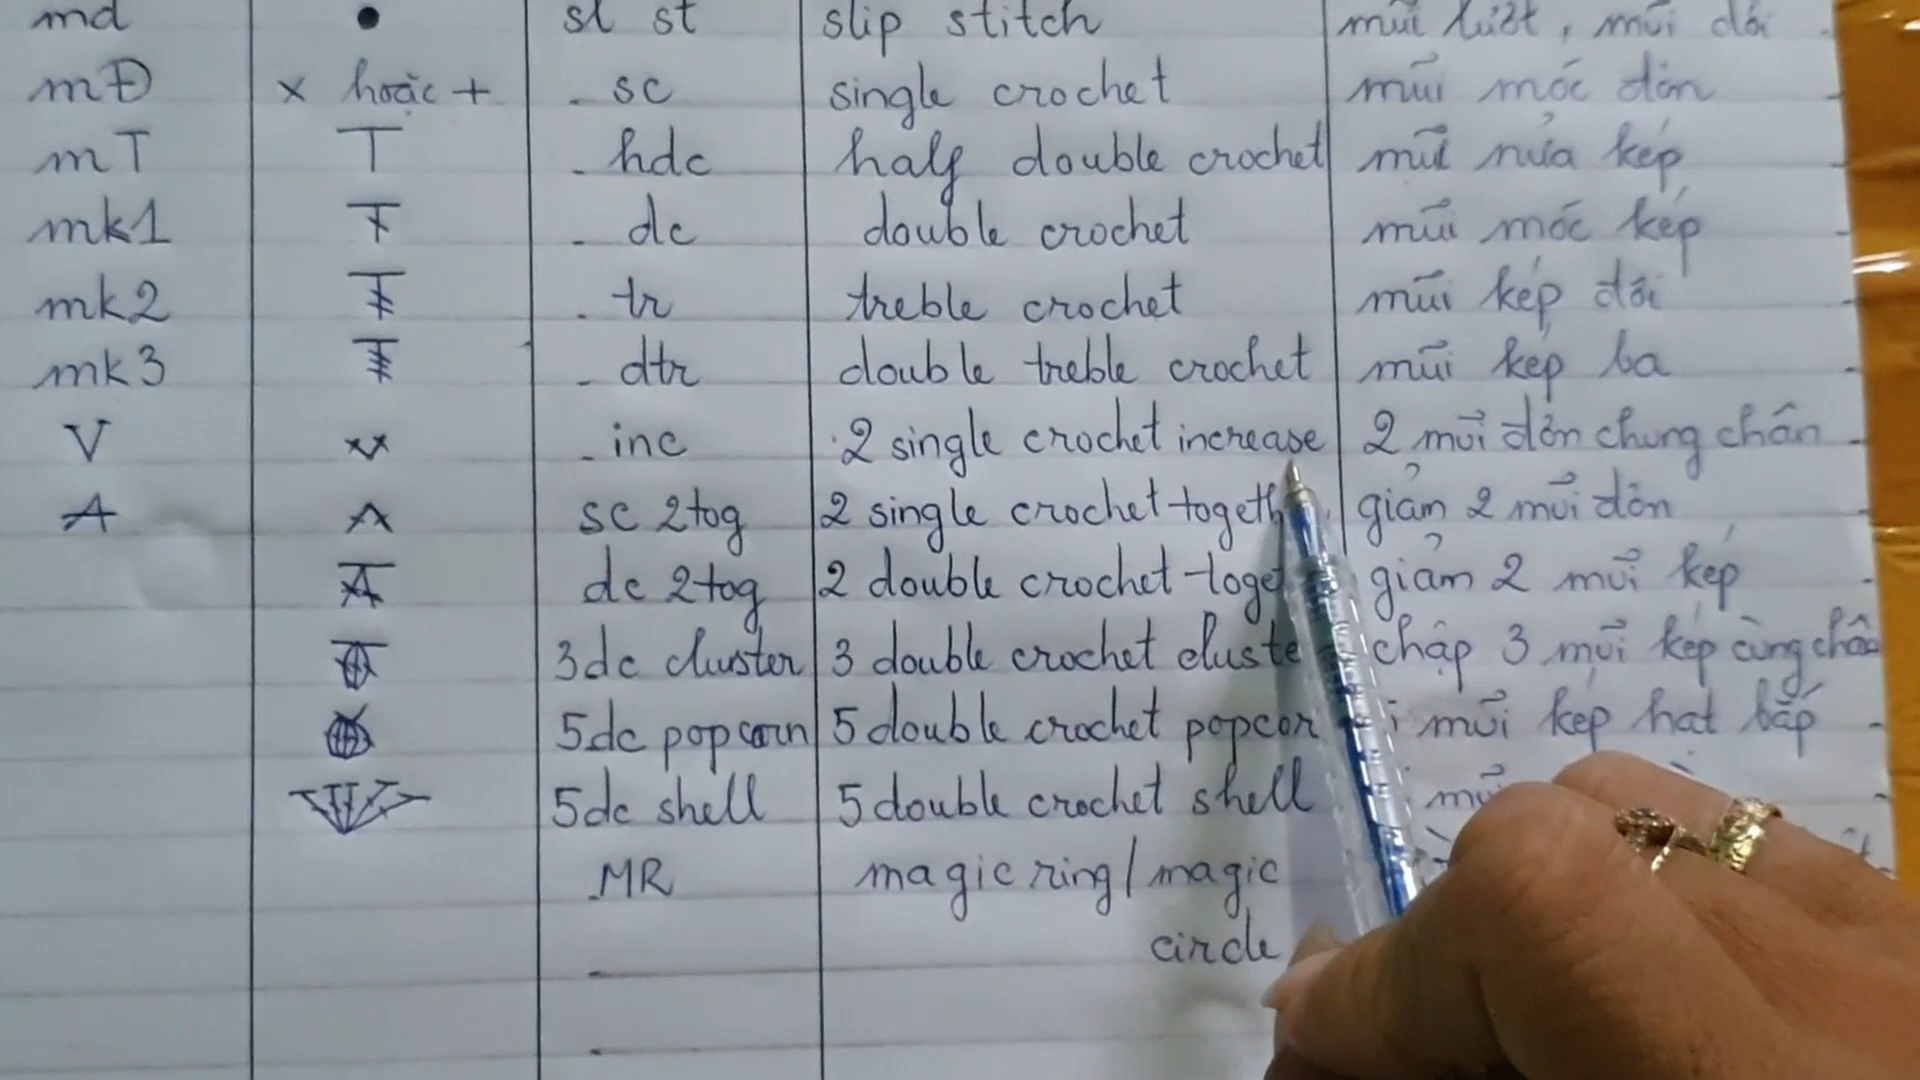 md sl st slip stitch mũi lướt, mũi dời
mĐ x hoặc + sc single crochet mũi móc đơn
mT hdc half double crochet mũi nửa kép
mk1 dc double crochet mũi móc kép
mk2 tr treble crochet mũi kép đôi
mk3 dtr double treble crochet mũi kép ba
V inc 2 single crochet increase 2 mũi đơn chung chân
A sc 2tog 2 single crochet togeth giảm 2 mũi đơn
dc 2tog 2 double crochet toget giảm 2 mũi kép
3dc cluster 3 double crochet cluste chập 3 mũi kép cùng chân
5dc popcorn 5 double crochet popcor mũi kép hạt bắp
5dc shell 5 double crochet shell
MR magic ring / magic
circle